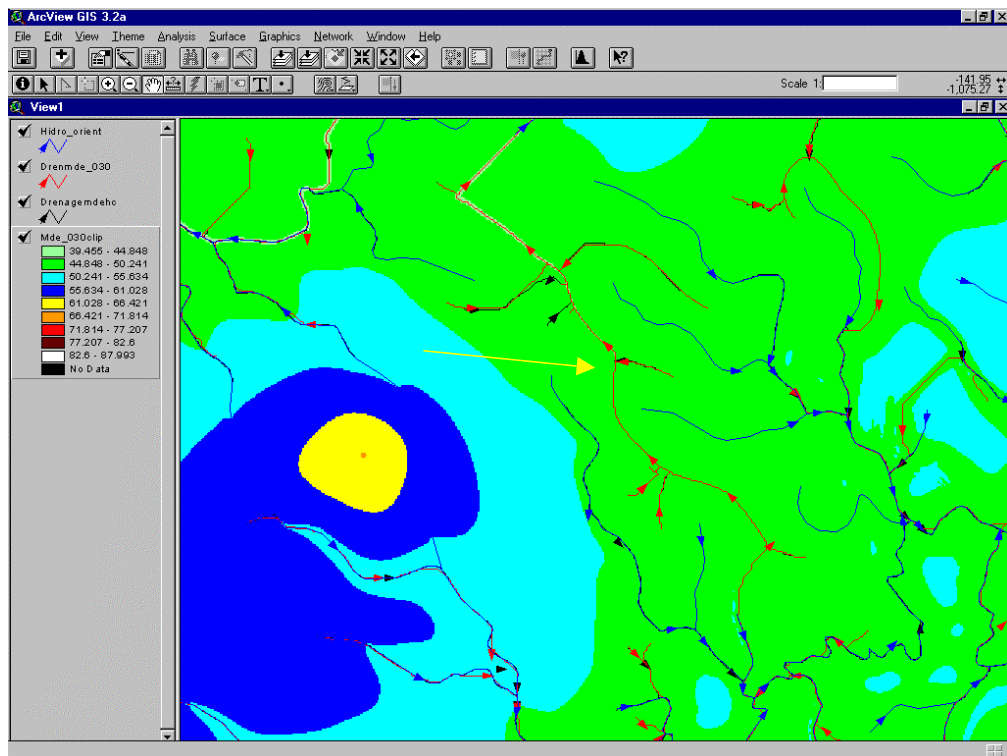 ArcView GIS 3.2a
File Edit View Theme Analysis Surface Graphics Network Window Help
T
Scale 1:
-141.95
-1,075.27
View1
Hidro_orient
Drenmde_030
Drenagemdeho
Mde_030clip
39.455 - 44.848
44.848 - 50.241
50.241 - 55.634
55.634 - 61.028
61.028 - 66.421
66.421 - 71.814
71.814 - 77.207
77.207 - 82.6
82.6 - 87.993
No Data